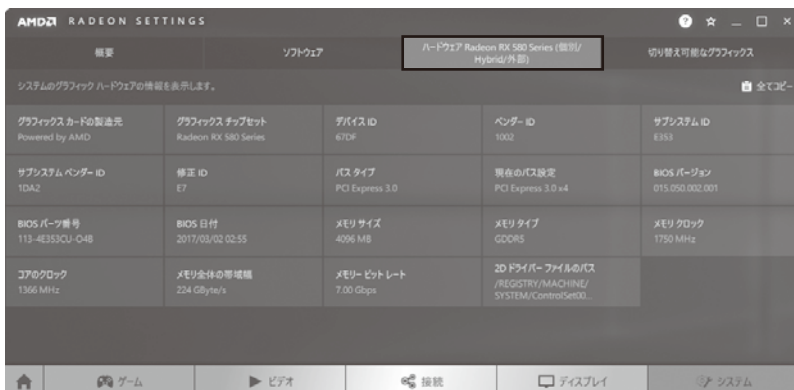 AMD RADEON SETTINGS
概要
ソフトウェア
ハードウェア Radeon RX 580 Series (個別/
Hybrid/外部)
切り替え可能なグラフィックス
システムのグラフィック ハードウェアの情報を表示します。
全てコピー
グラフィックス カードの製造元
Powered by AMD
グラフィックス チップセット
Radeon RX 580 Series
デバイス ID
67DF
ベンダー ID
1002
サブシステム ID
E353
サブシステム ベンダー ID
1DA2
修正 ID
E7
バス タイプ
PCI Express 3.0
現在のバス設定
PCI Express 3.0 x4
BIOS バージョン
015.050.002.001
BIOS パーツ番号
113-4E353CU-O4B
BIOS 日付
2017/03/02 02:55
メモリ サイズ
4096 MB
メモリ タイプ
GDDR5
メモリ クロック
1750 MHz
コアのクロック
1366 MHz
メモリ全体の帯域幅
224 GByte/s
メモリー ビット レート
7.00 Gbps
2D ドライバー ファイルのパス
/REGISTRY/MACHINE/
SYSTEM/ControlSet00...
ゲーム
ビデオ
接続
ディスプレイ
システム